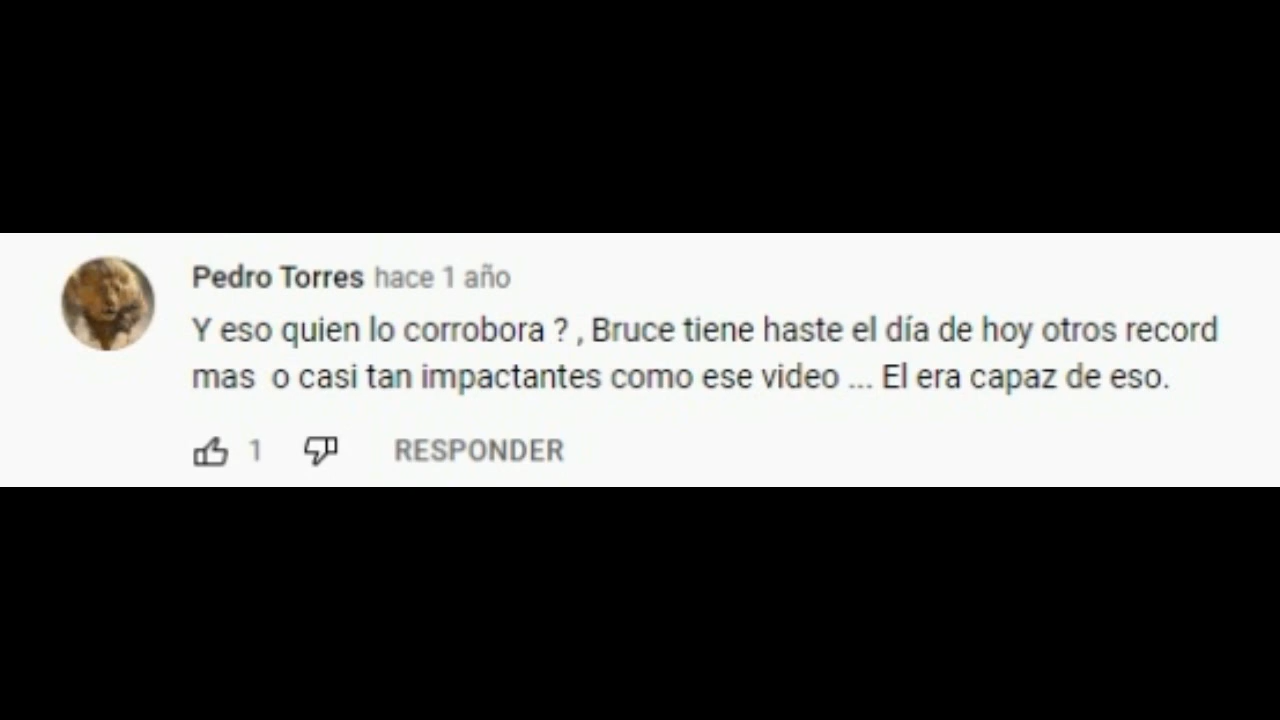 Pedro Torres hace 1 año
Y eso quien lo corrobora ? , Bruce tiene haste el día de hoy otros record
mas  o casi tan impactantes como ese video ... El era capaz de eso.
1 RESPONDER